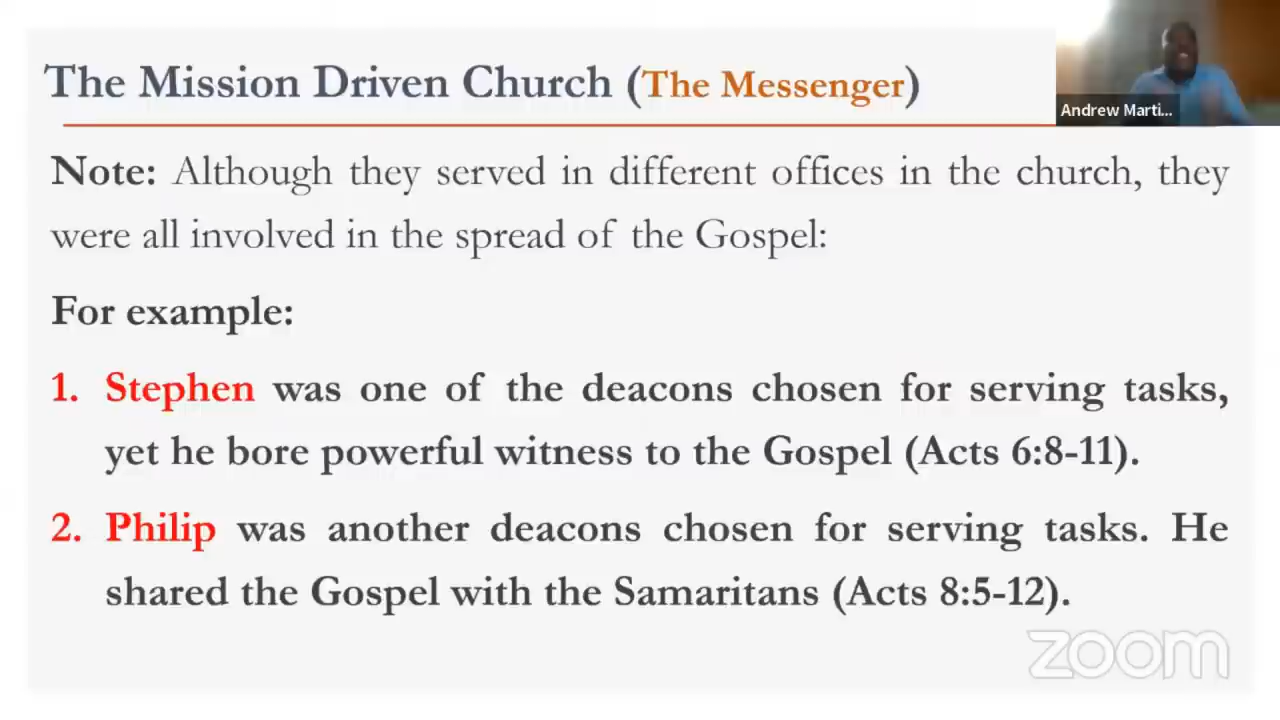 The Mission Driven Church (The Messenger)
Andrew Marti...
Note: Although they served in different offices in the church, they
were all involved in the spread of the Gospel:
For example:
1. Stephen was one of the deacons chosen for serving tasks,
yet he bore powerful witness to the Gospel (Acts 6:8-11).
2. Philip was another deacons chosen for serving tasks. He
shared the Gospel with the Samaritans (Acts 8:5-12).
zoom